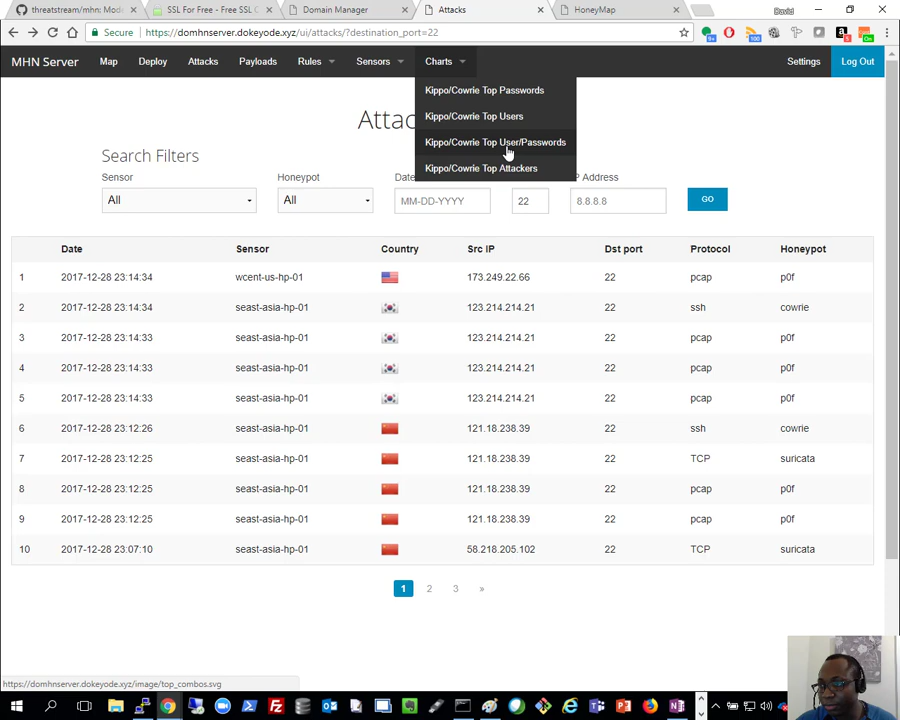 threatstream/mhn: Mod
SSL For Free - Free SSL C
Domain Manager
Attacks
HoneyMap
David
Secure
https://domhnserver.dokeyode.xyz/ui/attacks/?destination_port=22
MHN Server
Map
Deploy
Attacks
Payloads
Rules
Sensors
Charts
Settings
Log Out
Kippo/Cowrie Top Passwords
Kippo/Cowrie Top Users
Kippo/Cowrie Top User/Passwords
Kippo/Cowrie Top Attackers
Attac
Search Filters
Sensor
Honeypot
Date
P Address
All
All
MM-DD-YYYY
22
8.8.8.8
GO
Date Sensor Country Src IP Dst port Protocol Honeypot
1 2017-12-28 23:14:34 wcent-us-hp-01 173.249.22.66 22 pcap p0f
2 2017-12-28 23:14:34 seast-asia-hp-01 123.214.214.21 22 ssh cowrie
3 2017-12-28 23:14:33 seast-asia-hp-01 123.214.214.21 22 pcap p0f
4 2017-12-28 23:14:33 seast-asia-hp-01 123.214.214.21 22 pcap p0f
5 2017-12-28 23:14:33 seast-asia-hp-01 123.214.214.21 22 pcap p0f
6 2017-12-28 23:12:26 seast-asia-hp-01 121.18.238.39 22 ssh cowrie
7 2017-12-28 23:12:25 seast-asia-hp-01 121.18.238.39 22 TCP suricata
8 2017-12-28 23:12:25 seast-asia-hp-01 121.18.238.39 22 pcap p0f
9 2017-12-28 23:12:25 seast-asia-hp-01 121.18.238.39 22 pcap p0f
10 2017-12-28 23:07:10 seast-asia-hp-01 58.218.205.102 22 TCP suricata
1 2 3 »
https://domhnserver.dokeyode.xyz/image/top_combos.svg